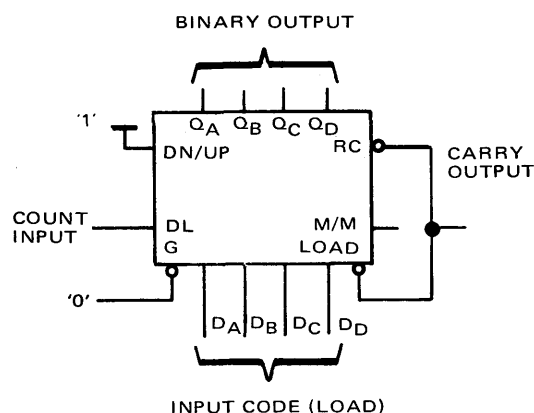 BINARY OUTPUT
'1'
QA QB QC QD
DN/UP
RC
CARRY
OUTPUT
COUNT
INPUT
DL
M/M
G
LOAD
'0'
DA DB DC DD
INPUT CODE (LOAD)